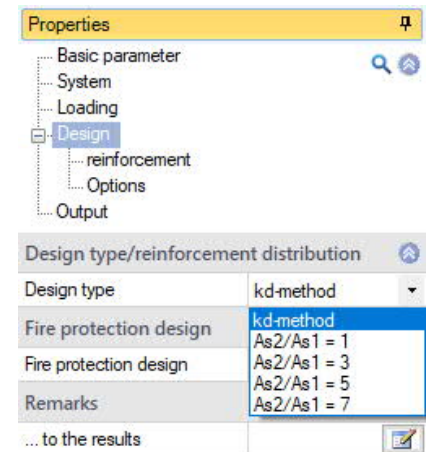 Properties
Basic parameter
System
Loading
Design
reinforcement
Options
Output
Design type/reinforcement distribution
Design type kd-method
Fire protection design kd-method
As2/As1 = 1
Fire protection design As2/As1 = 3
As2/As1 = 5
Remarks As2/As1 = 7
... to the results